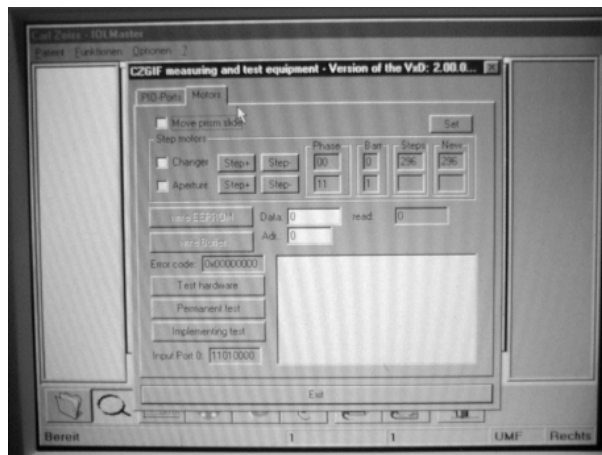 Carl Zeiss - IOLMaster
Patient Funktionen Optionen ?
CZGIF measuring and test equipment - Version of the VxD: 2.00.0...
PIO-Ports Motors
Move prism slide
Set
Step motors
Phase Barr. Steps New
Changer Step+ Step- 00 0 296 296
Aperture Step+ Step- 11 1
EEPROM Data: 0 read: 0
Adr.: 0
Error code: 0x00000000
Test hardware
Permanent test
Implementing test
Input Port 0: 11010000
Exit
Bereit 1 1 UMF Rechts